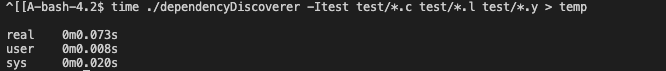 ^[[A-bash-4.2$ time ./dependencyDiscoverer -Itest test/*.c test/*.l test/*.y > temp
real 0m0.073s
user 0m0.008s
sys 0m0.020s